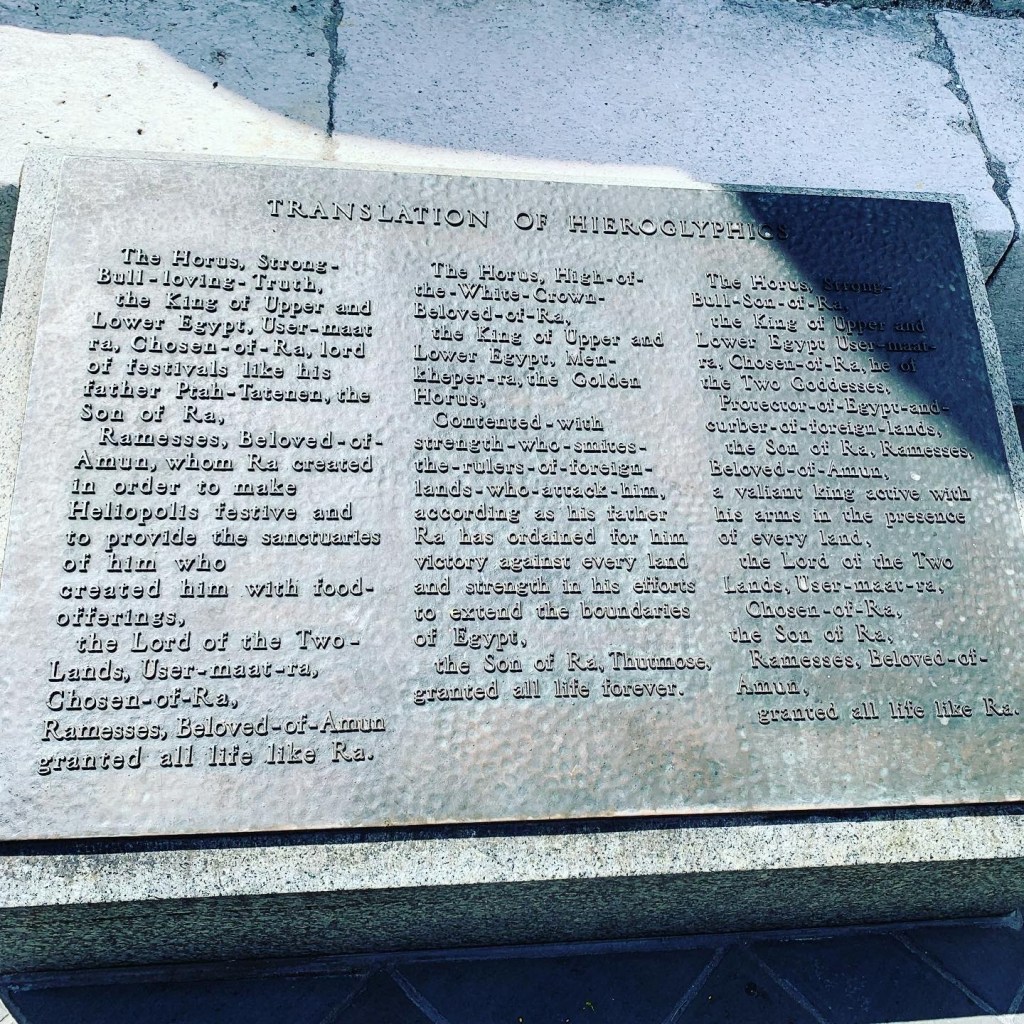 TRANSLATION OF HIEROGLYPHICS
The Horus, Strong-
Bull-loving-Truth,
the King of Upper and
Lower Egypt, User-maat
ra, Chosen-of-Ra, lord
of festivals like his
father Ptah-Tatenen, the
Son of Ra,
Ramesses, Beloved-of-
Amun, whom Ra created
in order to make
Heliopolis festive and
to provide the sanctuaries
of him who
created him with food-
offerings,
the Lord of the Two-
Lands, User-maat-ra,
Chosen-of-Ra,
Ramesses, Beloved-of-Amun
granted all life like Ra.
The Horus, High-of-
the-White-Crown-
Beloved-of-Ra,
the King of Upper and
Lower Egypt, Men-
kheper-ra, the Golden
Horus,
Contented-with
strength-who-smites-
the-rulers-of-foreign-
lands-who-attack-him,
according as his father
Ra has ordained for him
victory against every land
and strength in his efforts
to extend the boundaries
of Egypt,
the Son of Ra, Thutmose,
granted all life forever.
The Horus, Strong-
Bull-Son-of-Ra,
the King of Upper and
Lower Egypt User-maat-
ra, Chosen-of-Ra, he of
the Two Goddesses,
Protector-of-Egypt-and-
curber-of-foreign-lands,
the Son of Ra, Ramesses,
Beloved-of-Amun,
a valiant king active with
his arms in the presence
of every land,
the Lord of the Two
Lands, User-maat-ra,
Chosen-of-Ra,
the Son of Ra,
Ramesses, Beloved-of-
Amun,
granted all life like Ra.